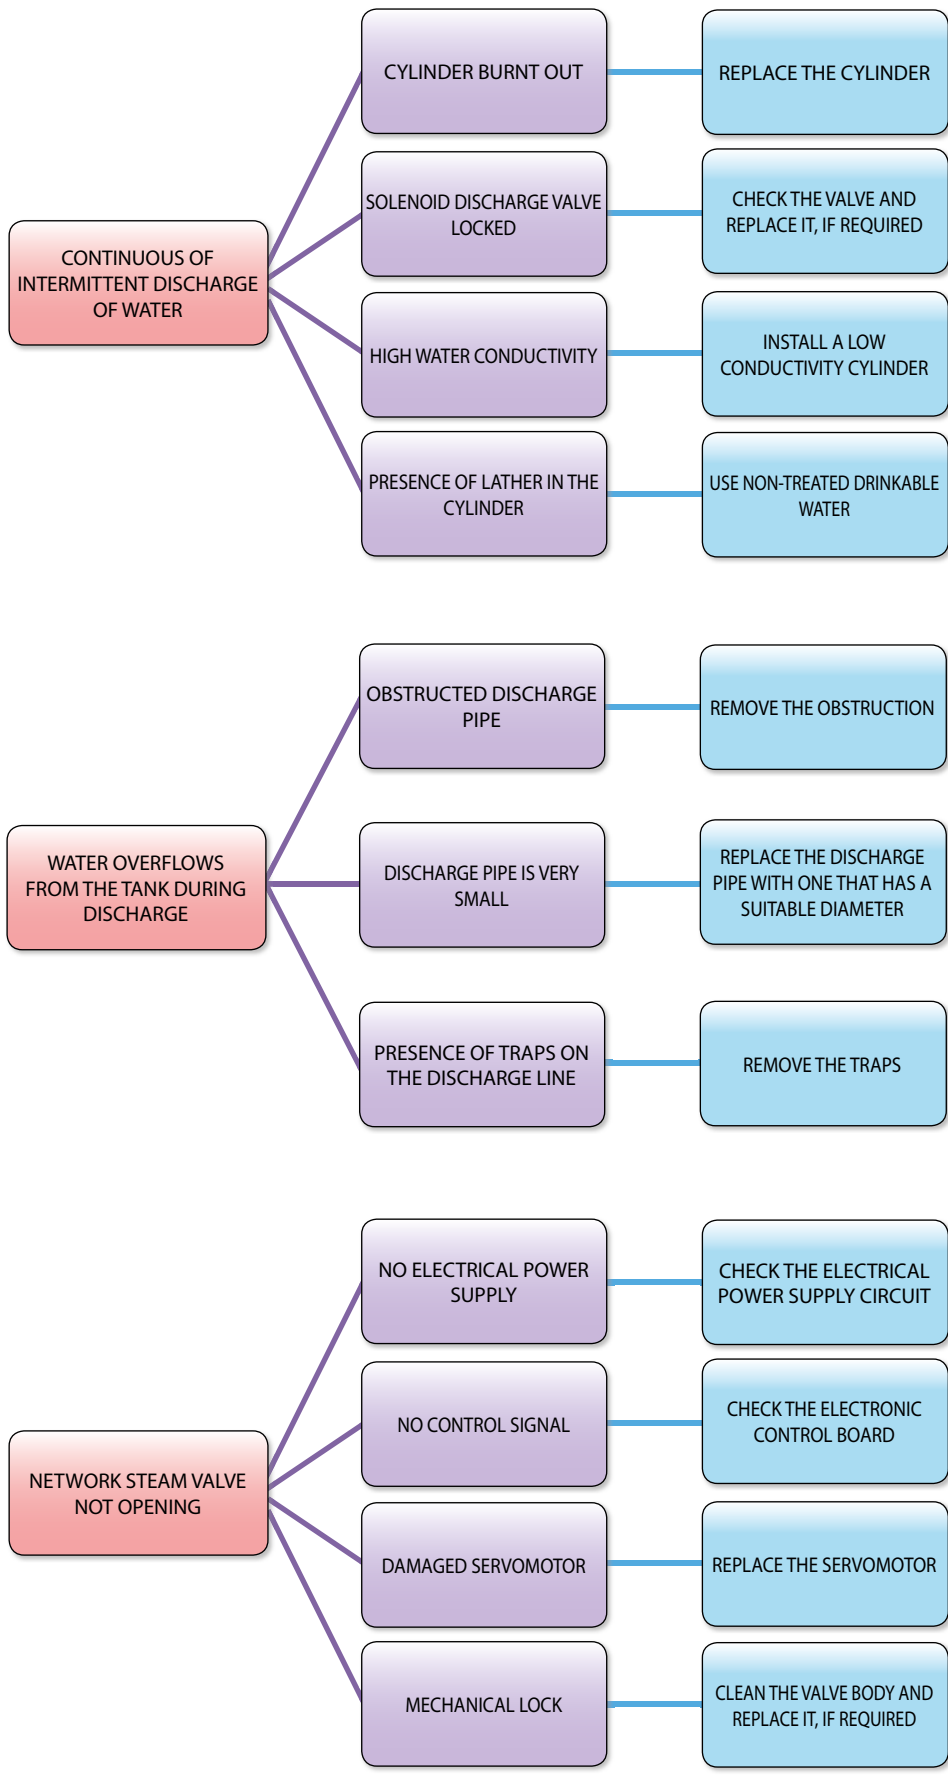 CYLINDER BURNT OUT
REPLACE THE CYLINDER
SOLENOID DISCHARGE VALVE
LOCKED
CHECK THE VALVE AND
REPLACE IT, IF REQUIRED
CONTINUOUS OF
INTERMITTENT DISCHARGE
OF WATER
HIGH WATER CONDUCTIVITY
INSTALL A LOW
CONDUCTIVITY CYLINDER
PRESENCE OF LATHER IN THE
CYLINDER
USE NON-TREATED DRINKABLE
WATER
OBSTRUCTED DISCHARGE
PIPE
REMOVE THE OBSTRUCTION
WATER OVERFLOWS
FROM THE TANK DURING
DISCHARGE
DISCHARGE PIPE IS VERY
SMALL
REPLACE THE DISCHARGE
PIPE WITH ONE THAT HAS A
SUITABLE DIAMETER
PRESENCE OF TRAPS ON
THE DISCHARGE LINE
REMOVE THE TRAPS
NO ELECTRICAL POWER
SUPPLY
CHECK THE ELECTRICAL
POWER SUPPLY CIRCUIT
NO CONTROL SIGNAL
CHECK THE ELECTRONIC
CONTROL BOARD
NETWORK STEAM VALVE
NOT OPENING
DAMAGED SERVOMOTOR
REPLACE THE SERVOMOTOR
MECHANICAL LOCK
CLEAN THE VALVE BODY AND
REPLACE IT, IF REQUIRED